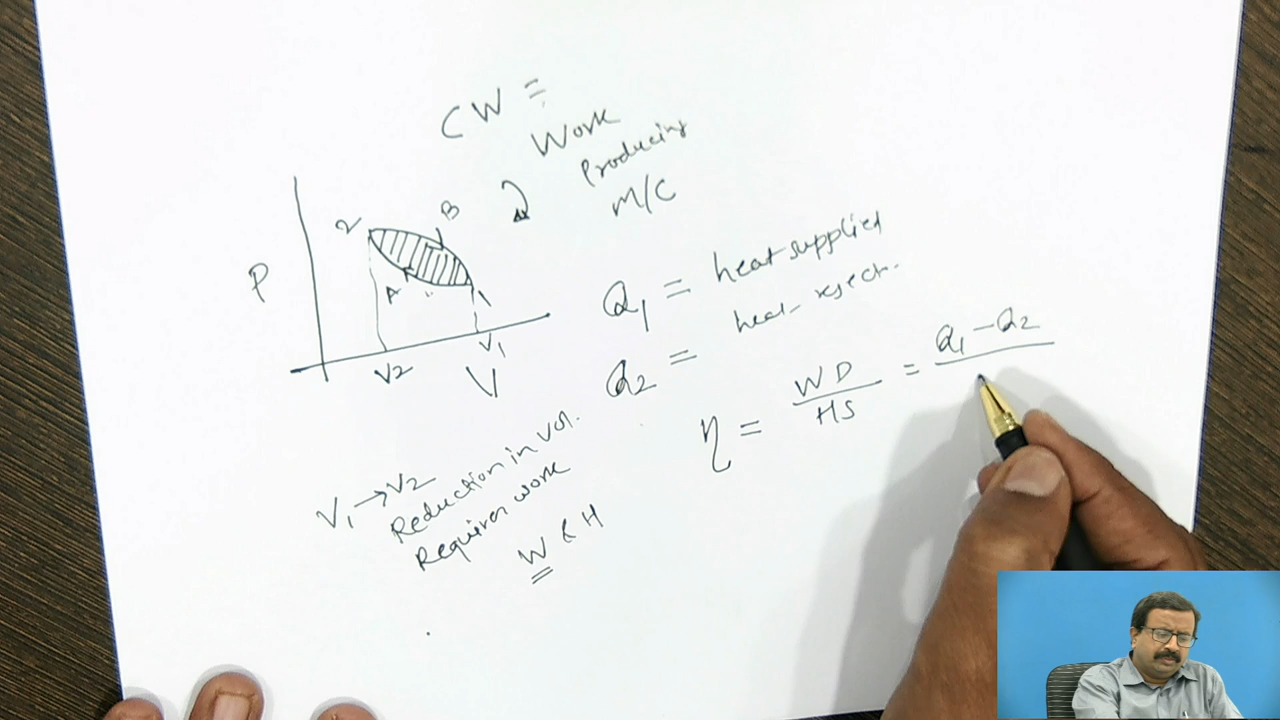 CW =
Work
Producing
M/C
2
B
P
A
1
V2
V1
V
Q1 = heat supplied
Q2 = heat reject.
η = WD / HS = Q1 - Q2
V1 → V2
Reduction in vol.
Requires work
W & H